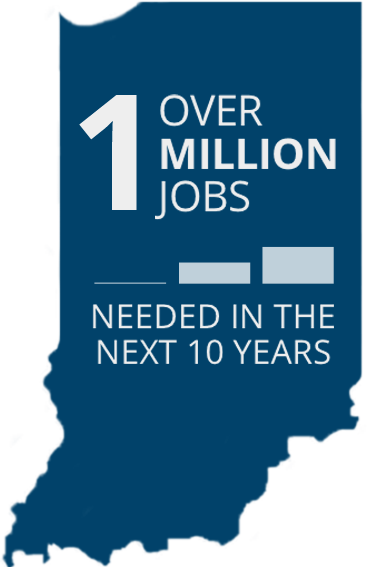 1 OVER
MILLION
JOBS
NEEDED IN THE
NEXT 10 YEARS